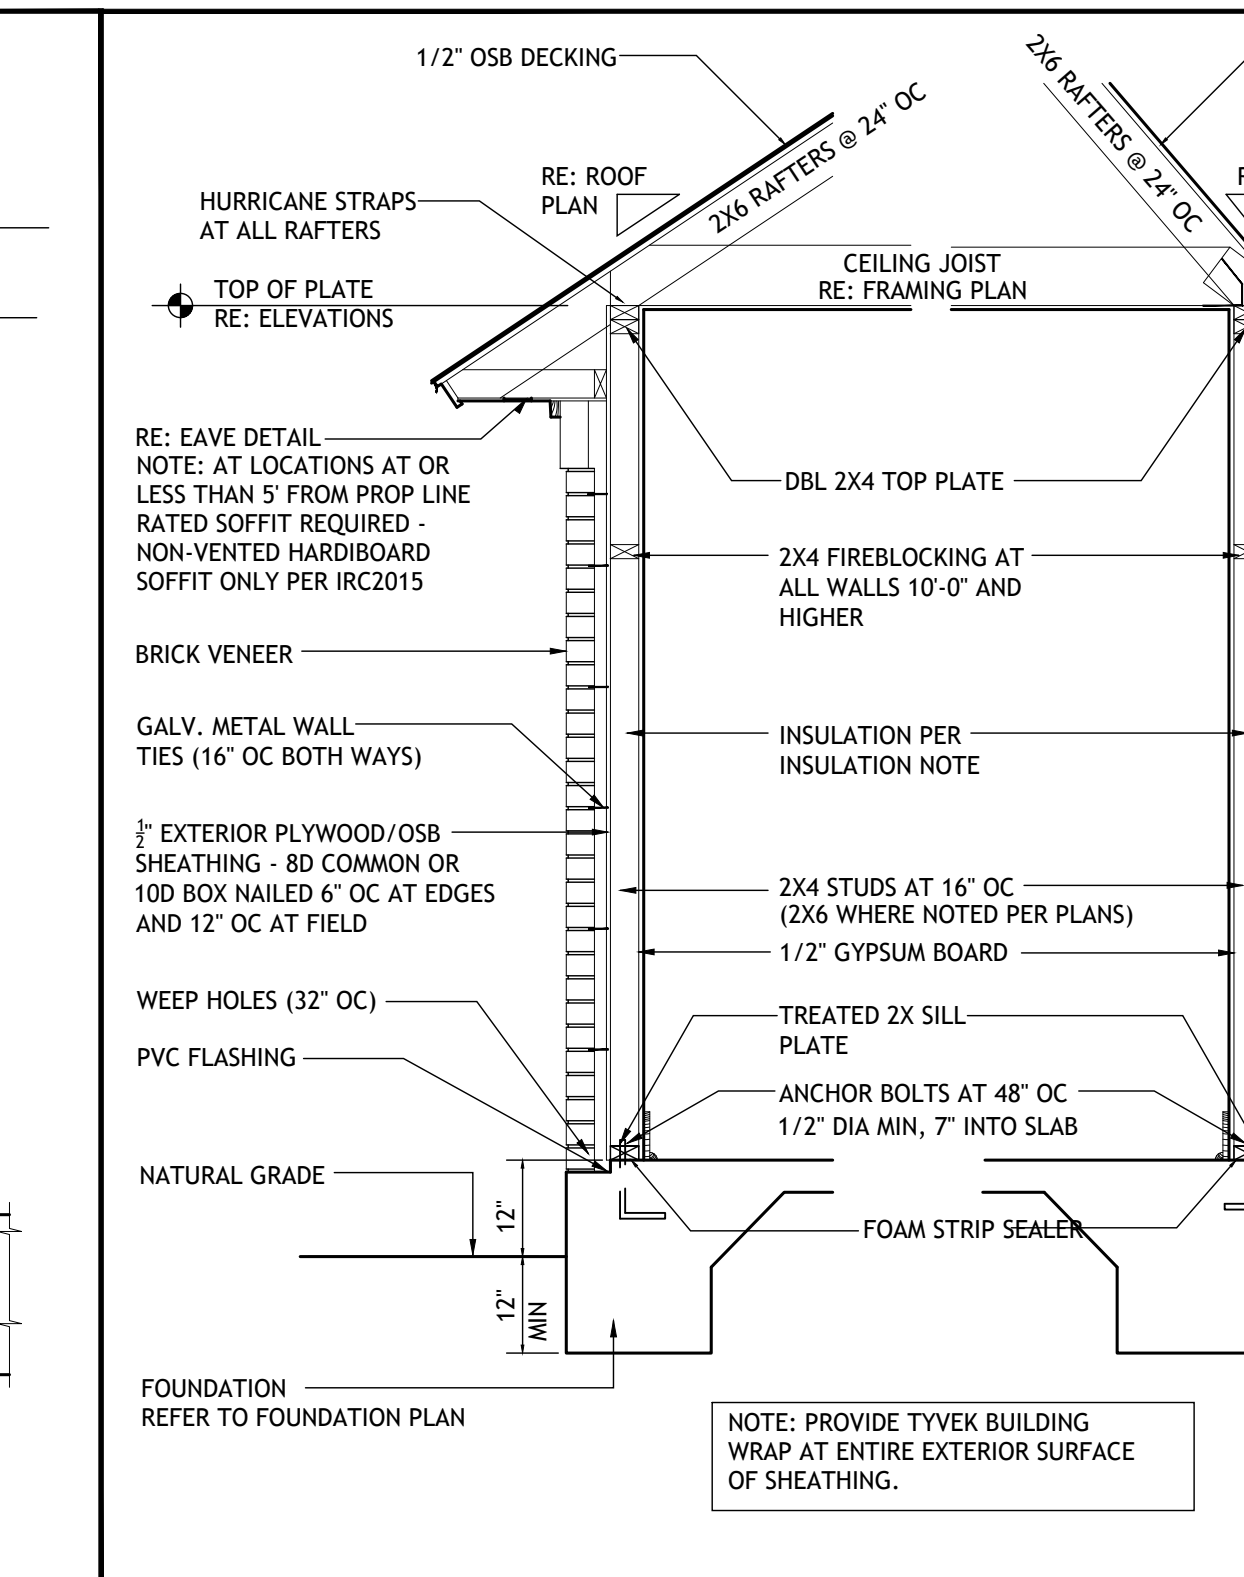 1/2" OSB DECKING
2X6 RAFTERS @ 24" OC
2X6 RAFTERS @ 24" OC
RE: ROOF
PLAN
HURRICANE STRAPS
AT ALL RAFTERS
CEILING JOIST
RE: FRAMING PLAN
TOP OF PLATE
RE: ELEVATIONS
RE: EAVE DETAIL
NOTE: AT LOCATIONS AT OR
LESS THAN 5' FROM PROP LINE
RATED SOFFIT REQUIRED -
NON-VENTED HARDIBOARD
SOFFIT ONLY PER IRC2015
DBL 2X4 TOP PLATE
2X4 FIREBLOCKING AT
ALL WALLS 10'-0" AND
HIGHER
BRICK VENEER
GALV. METAL WALL
TIES (16" OC BOTH WAYS)
INSULATION PER
INSULATION NOTE
1/2" EXTERIOR PLYWOOD/OSB
SHEATHING - 8D COMMON OR
10D BOX NAILED 6" OC AT EDGES
AND 12" OC AT FIELD
2X4 STUDS AT 16" OC
(2X6 WHERE NOTED PER PLANS)
1/2" GYPSUM BOARD
WEEP HOLES (32" OC)
TREATED 2X SILL
PLATE
PVC FLASHING
ANCHOR BOLTS AT 48" OC
1/2" DIA MIN, 7" INTO SLAB
NATURAL GRADE
12"
FOAM STRIP SEALER
12"
MIN
FOUNDATION
REFER TO FOUNDATION PLAN
NOTE: PROVIDE TYVEK BUILDING
WRAP AT ENTIRE EXTERIOR SURFACE
OF SHEATHING.